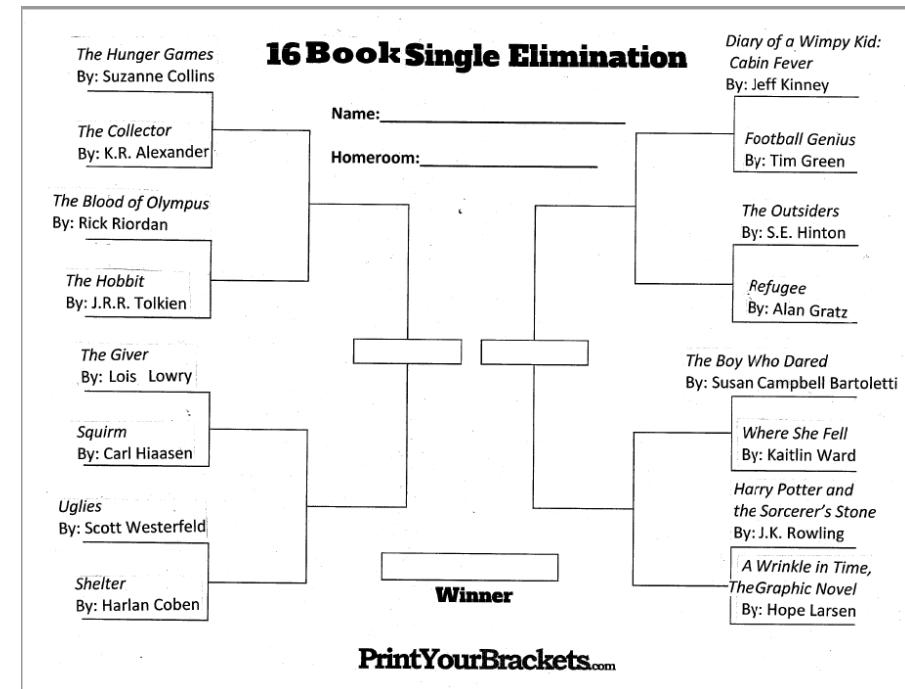 16 Book Single Elimination
Name:
Homeroom:
The Hunger Games
By: Suzanne Collins
The Collector
By: K.R. Alexander
The Blood of Olympus
By: Rick Riordan
The Hobbit
By: J.R.R. Tolkien
The Giver
By: Lois Lowry
Squirm
By: Carl Hiaasen
Uglies
By: Scott Westerfeld
Shelter
By: Harlan Coben
Diary of a Wimpy Kid:
Cabin Fever
By: Jeff Kinney
Football Genius
By: Tim Green
The Outsiders
By: S.E. Hinton
Refugee
By: Alan Gratz
The Boy Who Dared
By: Susan Campbell Bartoletti
Where She Fell
By: Kaitlin Ward
Harry Potter and
the Sorcerer's Stone
By: J.K. Rowling
A Wrinkle in Time,
The Graphic Novel
By: Hope Larsen
Winner
PrintYourBrackets.com